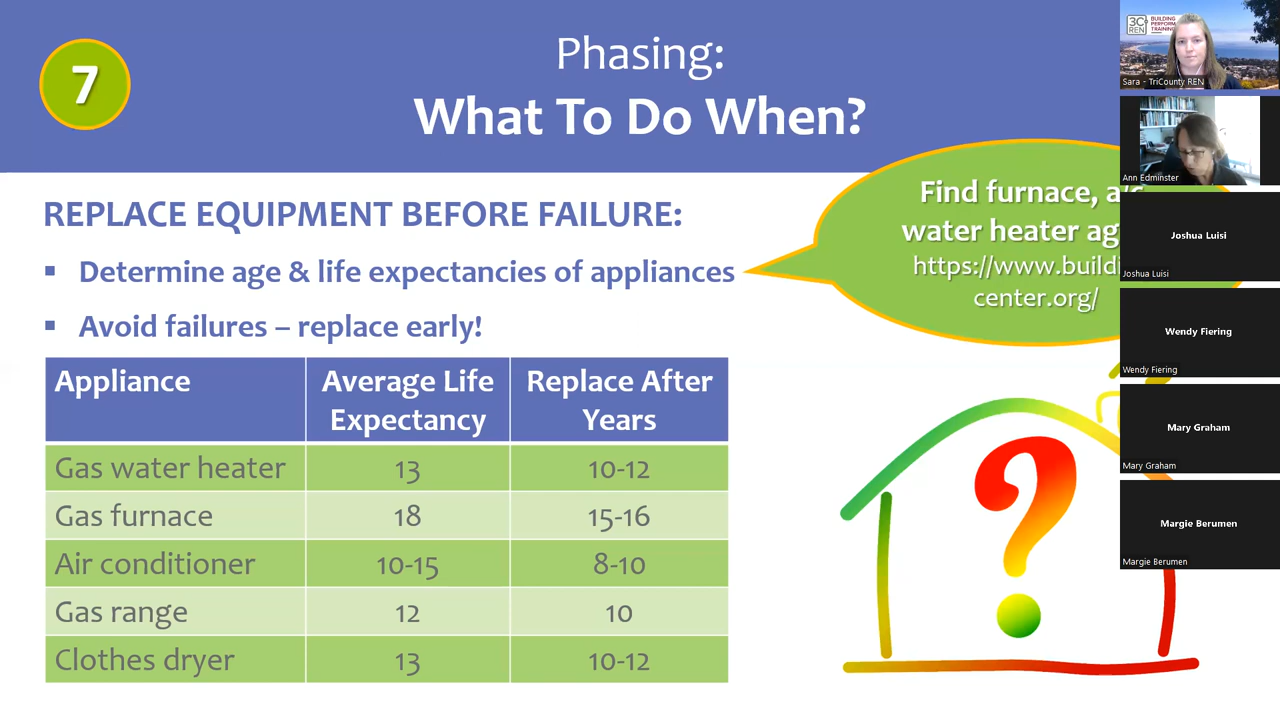 7
Phasing:
What To Do When?
REPLACE EQUIPMENT BEFORE FAILURE:
▪ Determine age & life expectancies of appliances
▪ Avoid failures – replace early!
Find furnace,
water heater
https://www.
center.org/
Appliance Average Life Expectancy Replace After Years
Gas water heater 13 10-12
Gas furnace 18 15-16
Air conditioner 10-15 8-10
Gas range 12 10
Clothes dryer 13 10-12
3C
REN
BUILDING
TRAINING
Sara - TriCounty REN
Ann Edminster
Joshua Luisi
Joshua Luisi
Wendy Fiering
Wendy Fiering
Mary Graham
Mary Graham
Margie Berumen
Margie Berumen